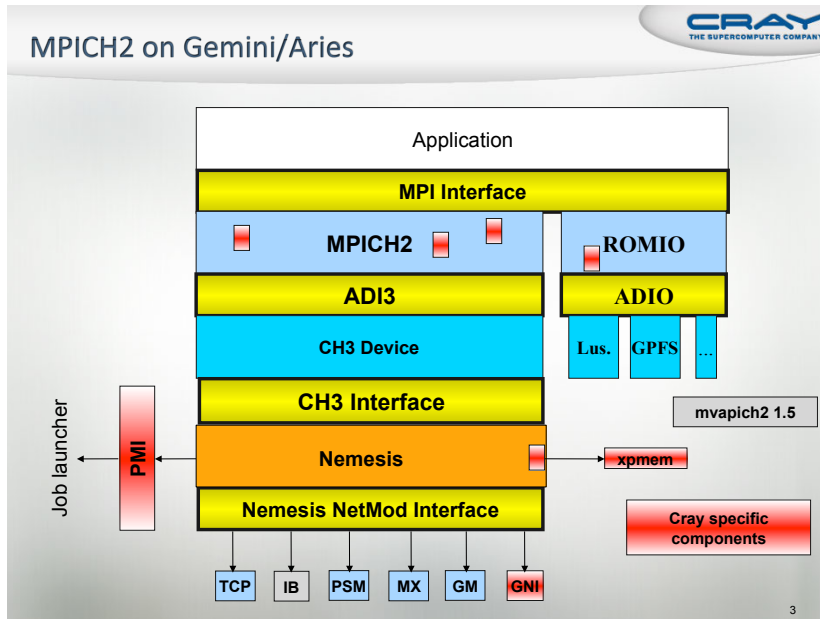 MPICH2 on Gemini/Aries
CRAY
THE SUPERCOMPUTER COMPANY
Application
MPI Interface
MPICH2
ROMIO
ADI3
ADIO
CH3 Device
Lus.
GPFS
...
CH3 Interface
mvapich2 1.5
Job launcher
PMI
Nemesis
xpmem
Nemesis NetMod Interface
Cray specific
components
TCP
IB
PSM
MX
GM
GNI
3